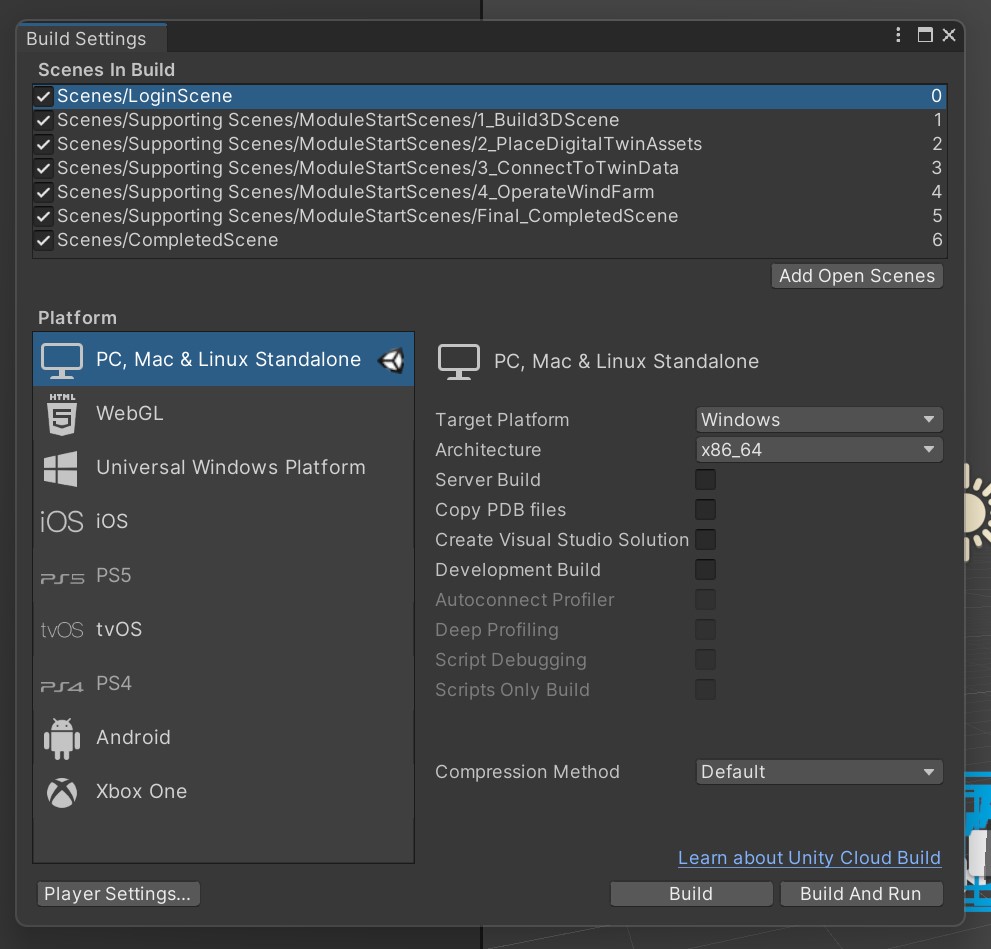 Build Settings
Scenes In Build
Scenes/LoginScene 0
Scenes/Supporting Scenes/ModuleStartScenes/1_Build3DScene 1
Scenes/Supporting Scenes/ModuleStartScenes/2_PlaceDigitalTwinAssets 2
Scenes/Supporting Scenes/ModuleStartScenes/3_ConnectToTwinData 3
Scenes/Supporting Scenes/ModuleStartScenes/4_OperateWindFarm 4
Scenes/Supporting Scenes/ModuleStartScenes/Final_CompletedScene 5
Scenes/CompletedScene 6
Add Open Scenes
Platform
PC, Mac & Linux Standalone
HTML
5 WebGL
Universal Windows Platform
iOS iOS
PS5 PS5
tvOS tvOS
PS4 PS4
Android
Xbox One
PC, Mac & Linux Standalone
Target Platform Windows
Architecture x86_64
Server Build
Copy PDB files
Create Visual Studio Solution
Development Build
Autoconnect Profiler
Deep Profiling
Script Debugging
Scripts Only Build
Compression Method Default
Learn about Unity Cloud Build
Player Settings... Build Build And Run